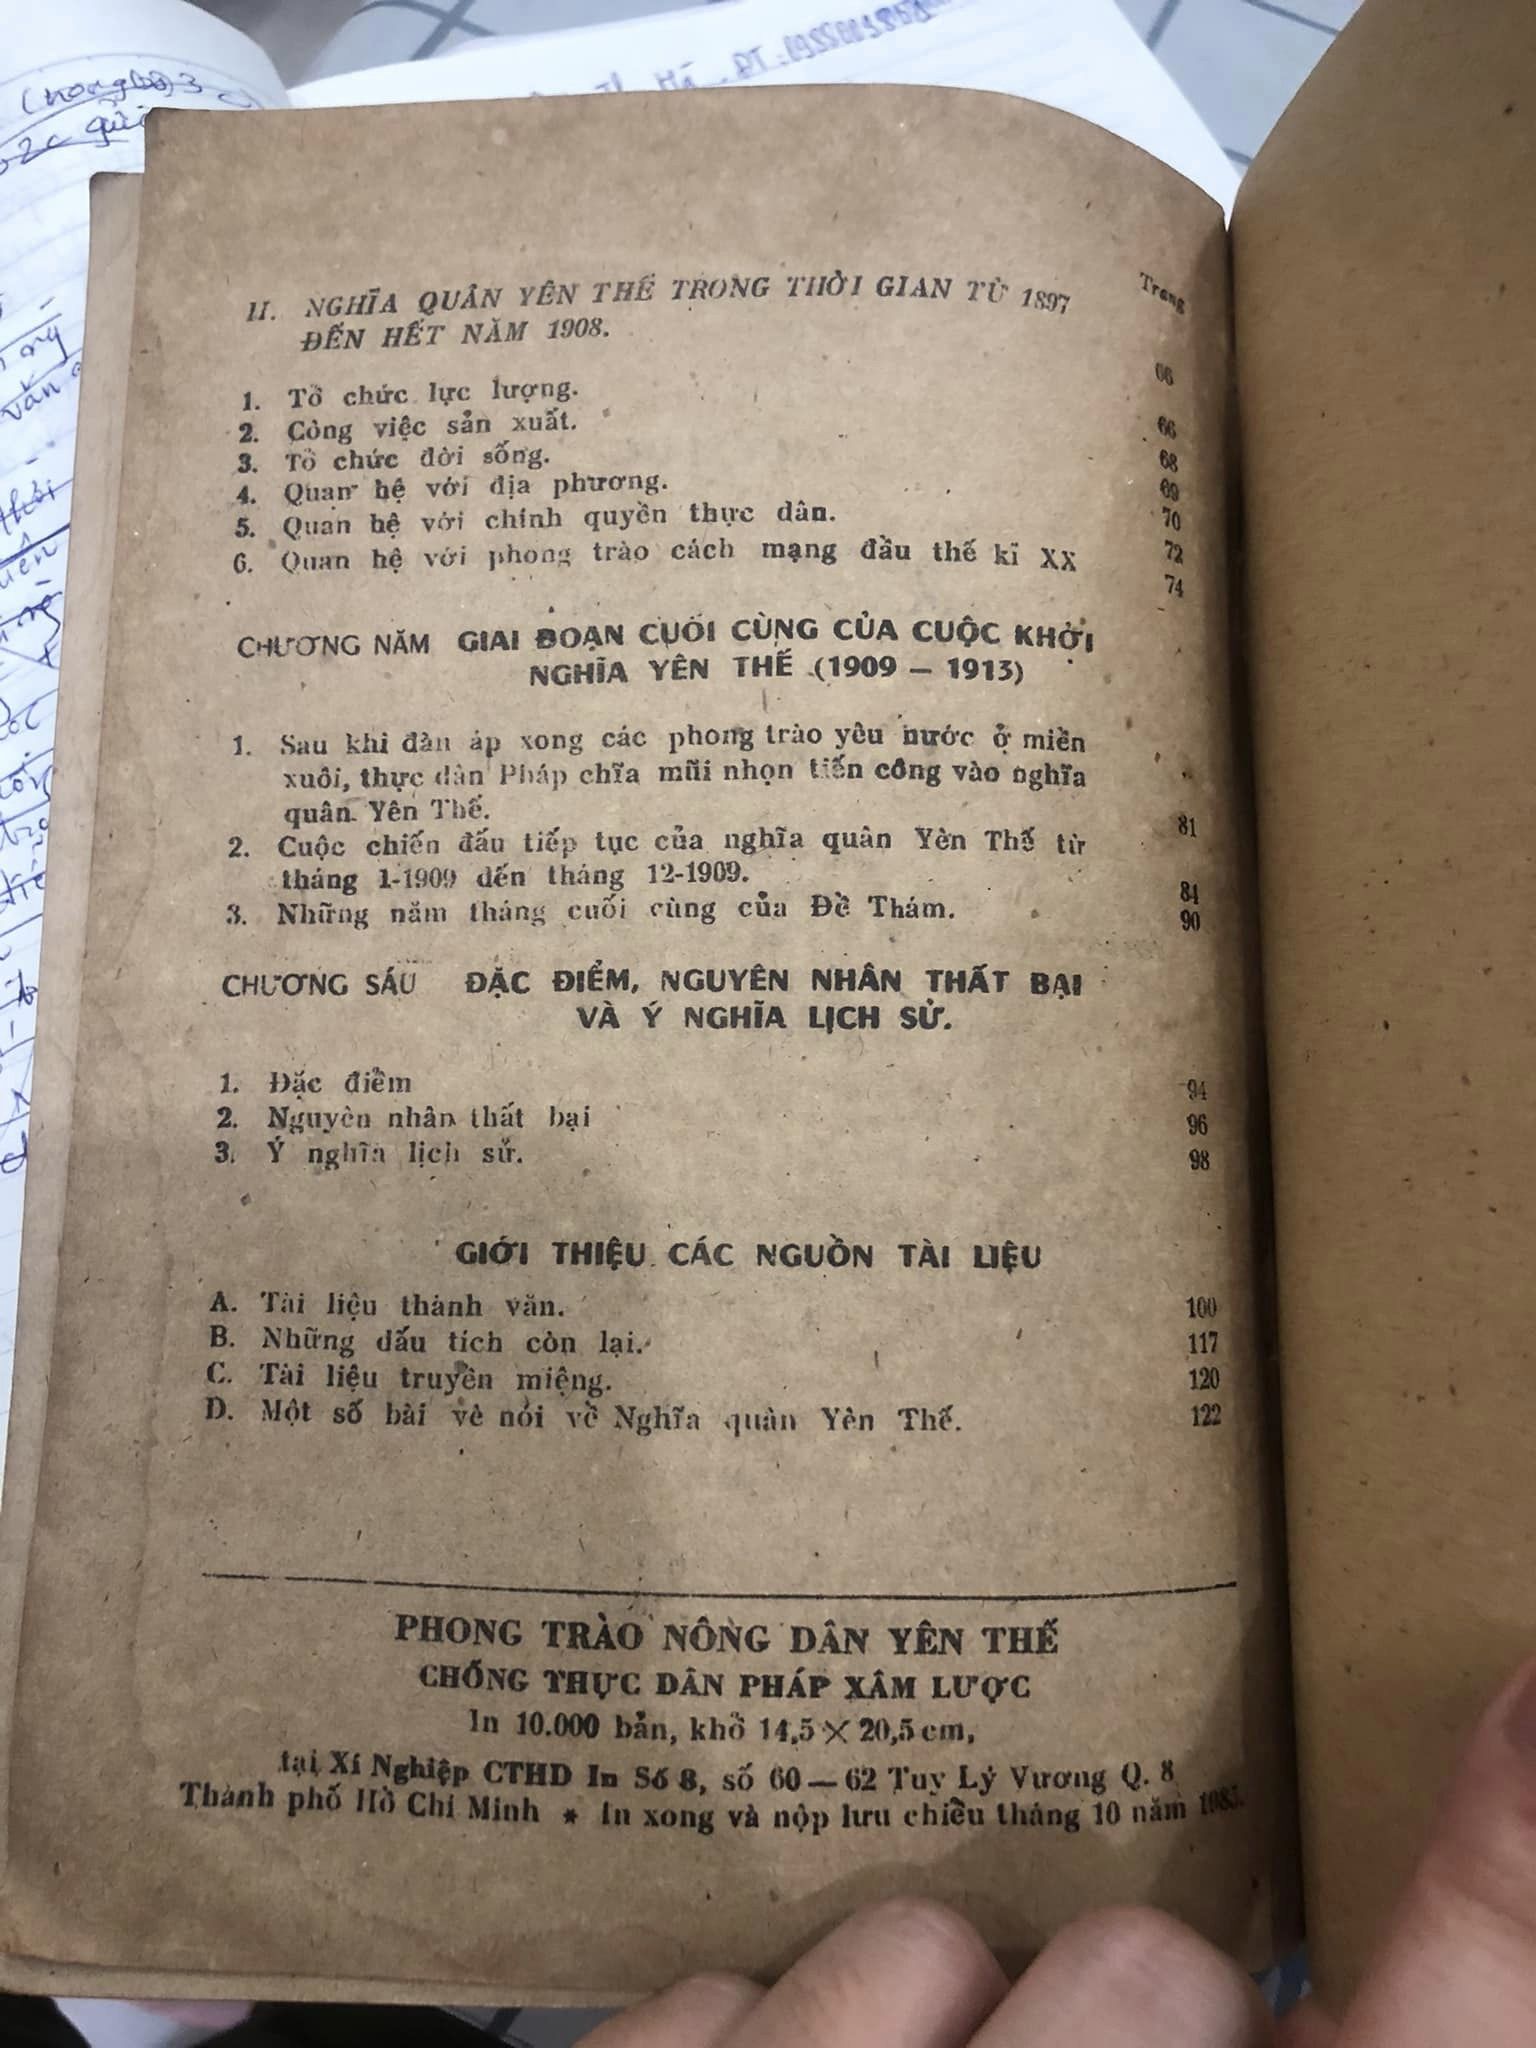 Trang
II. NGHĨA QUÂN YÊN THẾ TRONG THỜI GIAN TỪ 1897
ĐẾN HẾT NĂM 1908. 66
1. Tổ chức lực lượng. 66
2. Công việc sản xuất. 68
3. Tổ chức đời sống. 69
4. Quan hệ với địa phương. 70
5. Quan hệ với chính quyền thực dân. 72
6. Quan hệ với phong trào cách mạng đầu thế kỉ XX 74
CHƯƠNG NĂM GIAI ĐOẠN CUỐI CÙNG CỦA CUỘC KHỞI
NGHĨA YÊN THẾ (1909 — 1913)
1. Sau khi đàn áp xong các phong trào yêu nước ở miền
xuôi, thực dân Pháp chĩa mũi nhọn tiến công vào nghĩa
quân Yên Thế. 81
2. Cuộc chiến đấu tiếp tục của nghĩa quân Yên Thế từ
tháng 1-1909 đến tháng 12-1909. 84
3. Những năm tháng cuối cùng của Đề Thám. 90
CHƯƠNG SÁU ĐẶC ĐIỂM, NGUYÊN NHÂN THẤT BẠI
VÀ Ý NGHĨA LỊCH SỬ.
1. Đặc điểm 94
2. Nguyên nhân thất bại 96
3. Ý nghĩa lịch sử. 98
GIỚI THIỆU CÁC NGUỒN TÀI LIỆU
A. Tài liệu thành văn. 100
B. Những dấu tích còn lại. 117
C. Tài liệu truyền miệng. 120
D. Một số bài vè nói về Nghĩa quân Yên Thế. 122
PHONG TRÀO NÔNG DÂN YÊN THẾ
CHỐNG THỰC DÂN PHÁP XÂM LƯỢC
In 10.000 bản, khổ 14,5 × 20,5 cm,
tại Xí Nghiệp CTHD In Số 8, số 60 — 62 Tuy Lý Vương Q. 8
Thành phố Hồ Chí Minh * In xong và nộp lưu chiều tháng 10 năm